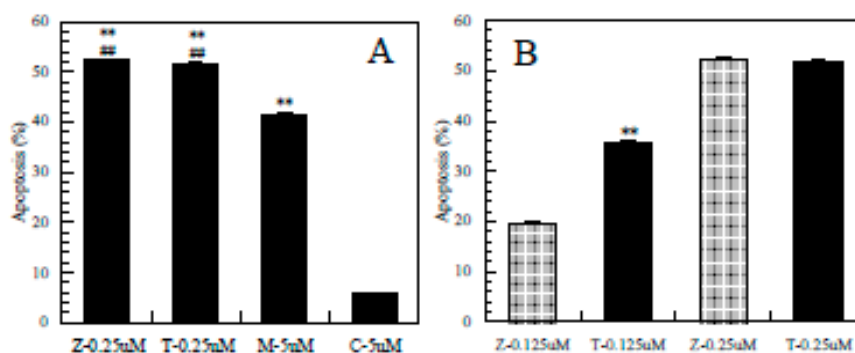 A
B
60
50
40
30
20
10
0
Apoptosis (%)
**
##
**
##
**
Z-0.25uM
T-0.25uM
M-5uM
C-5uM
60
50
40
30
20
10
0
Apoptosis (%)
**
Z-0.125uM
T-0.125uM
Z-0.25uM
T-0.25uM